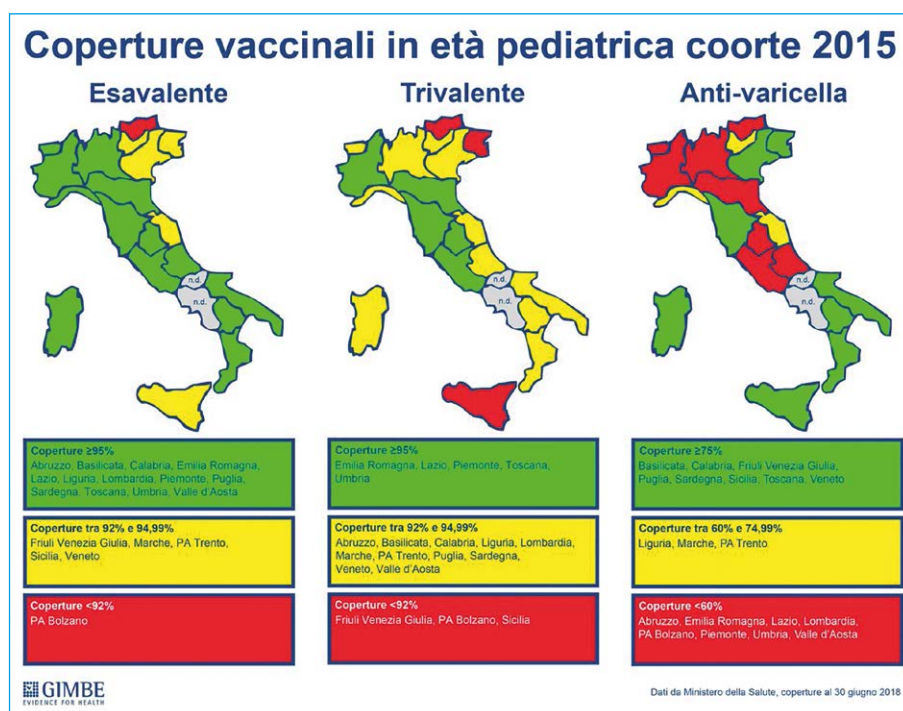 Coperture vaccinali in età pediatrica coorte 2015
Esavalente
Trivalente
Anti-varicella
n.d.
n.d.
n.d.
n.d.
n.d.
n.d.
Coperture ≥95%
Abruzzo, Basilicata, Calabria, Emilia Romagna,
Lazio, Liguria, Lombardia, Piemonte, Puglia,
Sardegna, Toscana, Umbria, Valle d'Aosta
Coperture tra 92% e 94,99%
Friuli Venezia Giulia, Marche, PA Trento,
Sicilia, Veneto
Coperture <92%
PA Bolzano
Coperture ≥95%
Emilia Romagna, Lazio, Piemonte, Toscana,
Umbria
Coperture tra 92% e 94,99%
Abruzzo, Basilicata, Calabria, Liguria, Lombardia,
Marche, PA Trento, Puglia, Sardegna,
Veneto, Valle d'Aosta
Coperture <92%
Friuli Venezia Giulia, PA Bolzano, Sicilia
Coperture ≥75%
Basilicata, Calabria, Friuli Venezia Giulia,
Puglia, Sardegna, Sicilia, Toscana, Veneto
Coperture tra 60% e 74,99%
Liguria, Marche, PA Trento
Coperture <60%
Abruzzo, Emilia Romagna, Lazio, Lombardia,
PA Bolzano, Piemonte, Umbria, Valle d'Aosta
GIMBE
EVIDENCE FOR HEALTH
Dati da Ministero della Salute, coperture al 30 giugno 2018